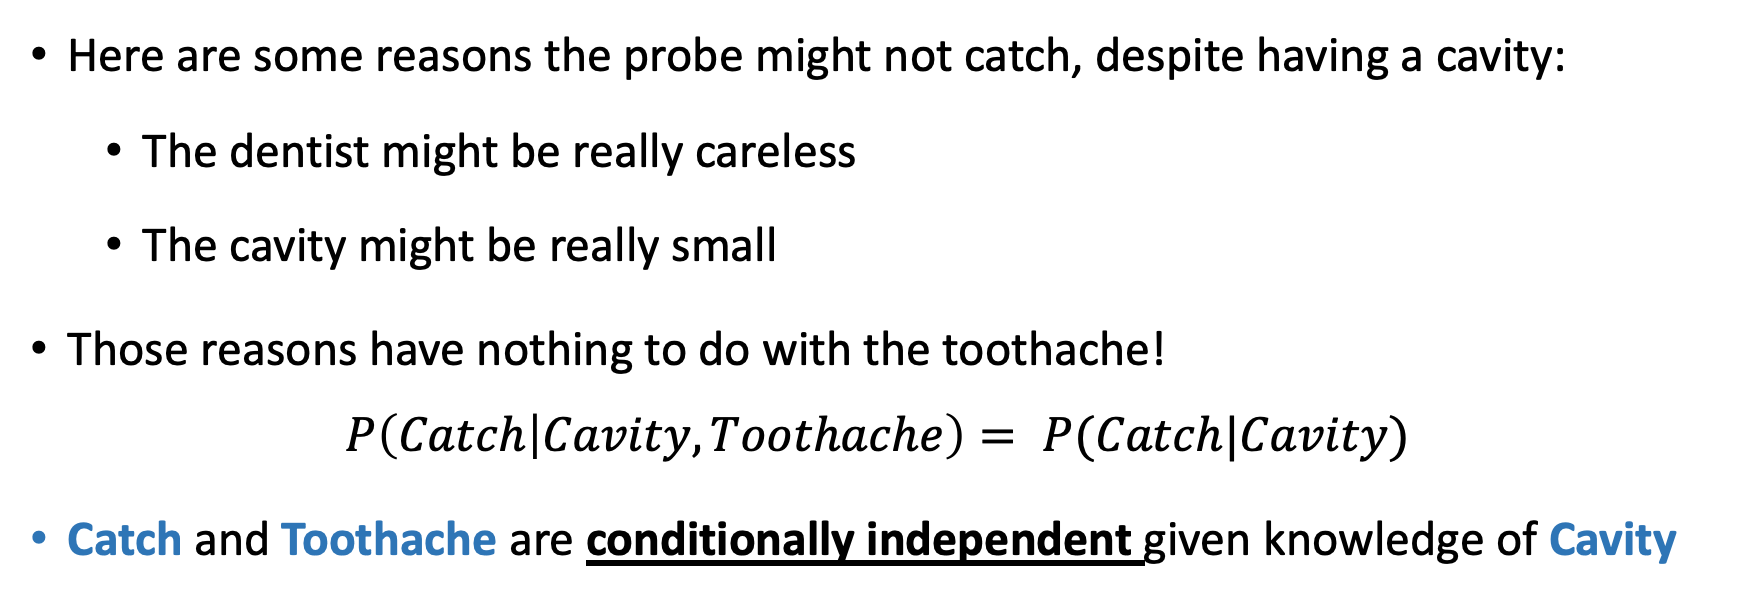 • Here are some reasons the probe might not catch, despite having a cavity:
• The dentist might be really careless
• The cavity might be really small
• Those reasons have nothing to do with the toothache!
P(Catch|Cavity, Toothache) = P(Catch|Cavity)
• Catch and Toothache are conditionally independent given knowledge of Cavity